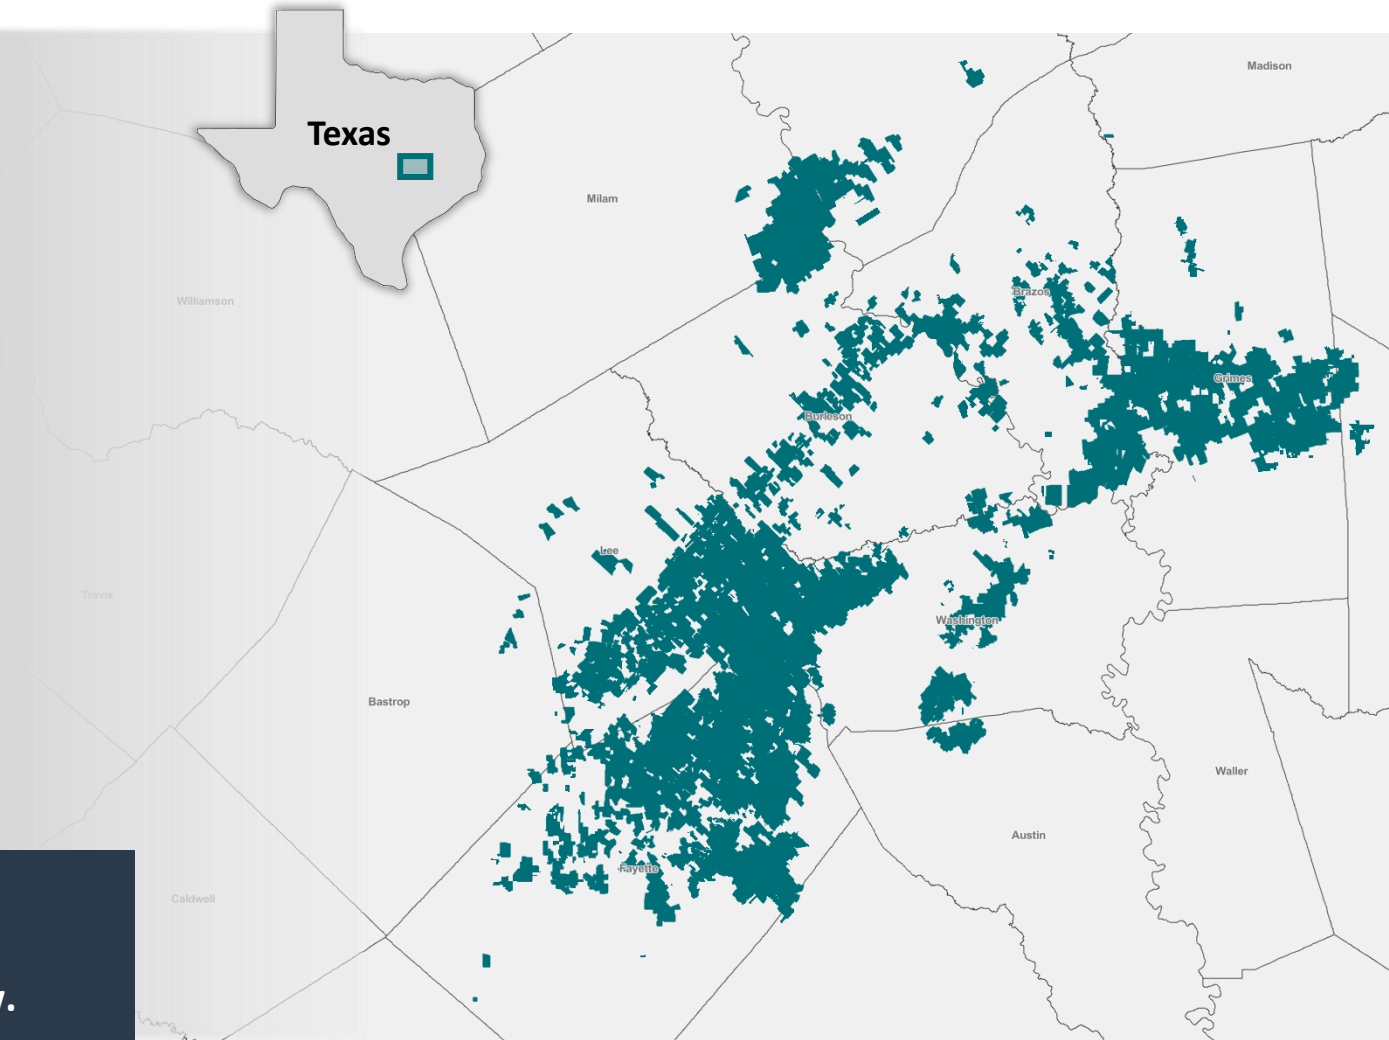 Madison
Texas
Milam
Brazos
Williamson
Grimes
Burleson
Lee
Travis
Washington
Bastrop
Waller
Austin
Fayette
Caldwell